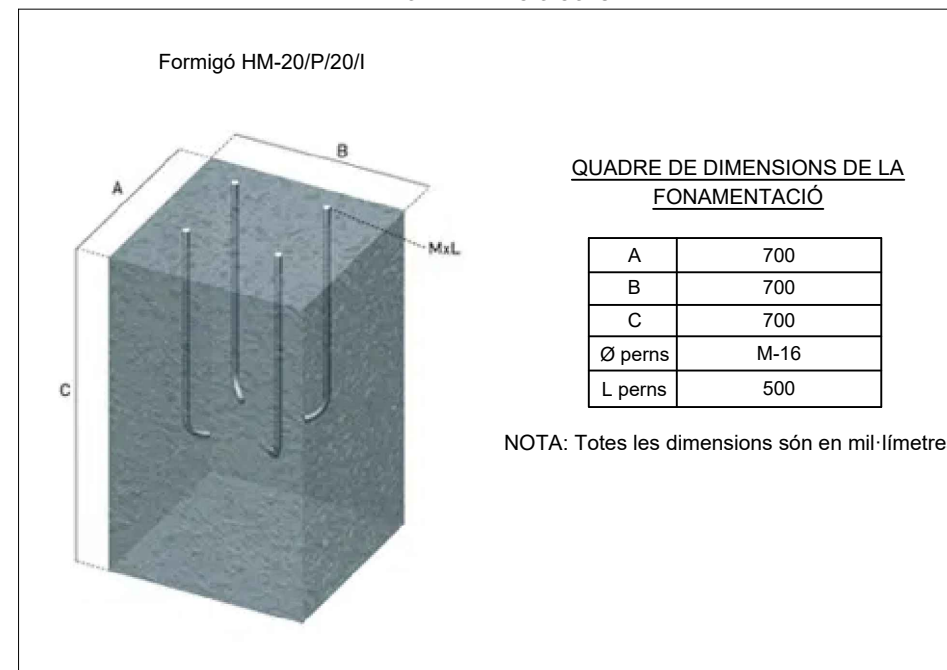 Formigó HM-20/P/20/I
B
A
MxL
C
QUADRE DE DIMENSIONS DE LA
FONAMENTACIÓ
A 700
B 700
C 700
Ø perns M-16
L perns 500
NOTA: Totes les dimensions són en mil·límetre